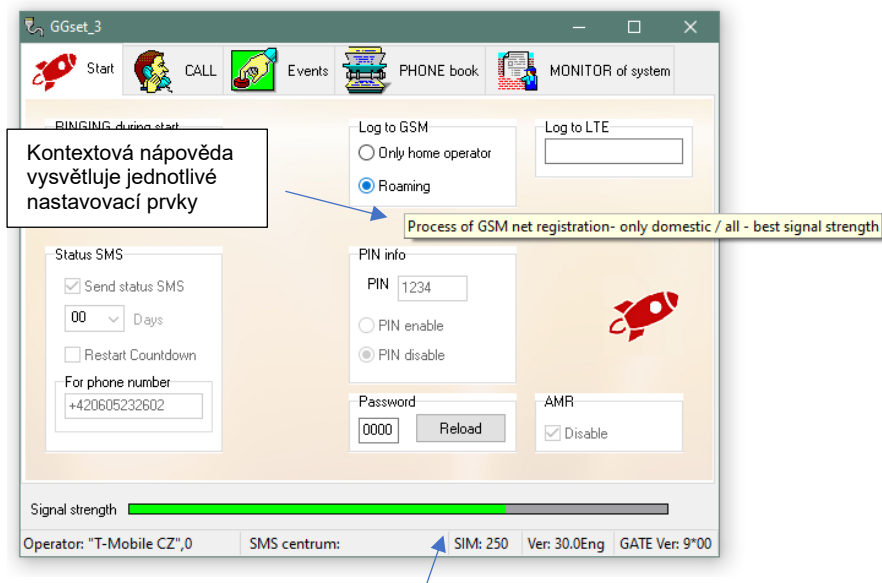 GGset_3
Start
CALL
Events
PHONE book
MONITOR of system
RINGING during start
Log to GSM
Only home operator
Roaming
Log to LTE
Kontextová nápověda
vysvětluje jednotlivé
nastavovací prvky
Process of GSM net registration- only domestic / all - best signal strength
Status SMS
Send status SMS
00
Days
Restart Countdown
For phone number
+420605232602
PIN info
PIN 1234
PIN enable
PIN disable
Password
0000
Reload
AMR
Disable
Signal strength
Operator: "T-Mobile CZ",0 SMS centrum: SIM: 250 Ver: 30.0Eng GATE Ver: 9*00